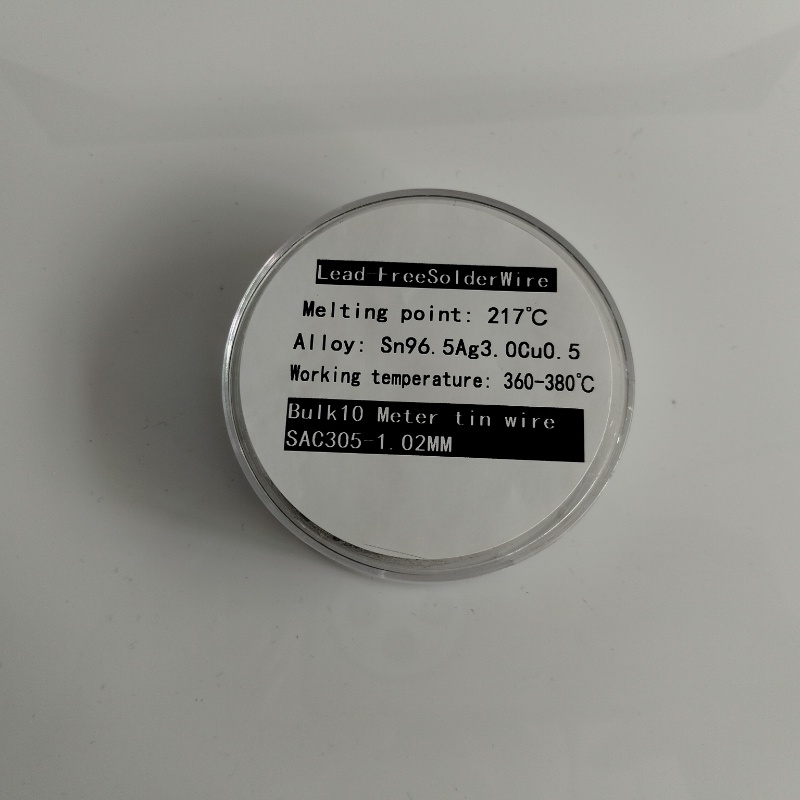 Lead-FreeSolderWire
Melting point: 217℃
Alloy: Sn96.5Ag3.0Cu0.5
Working temperature: 360-380℃
Bulk10 Meter tin wire
SAC305-1.02MM